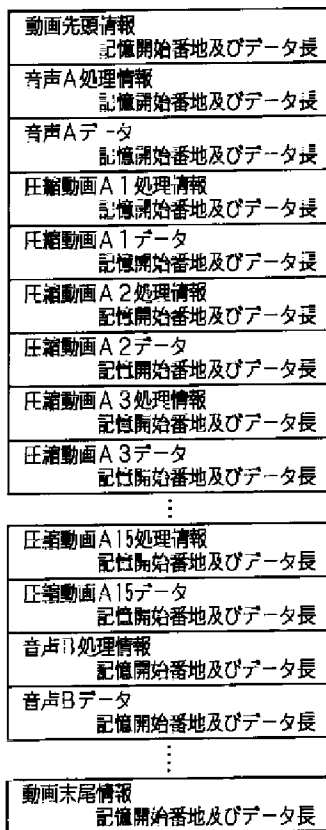 動画先頭情報
記憶開始番地及びデータ長
音声A処理情報
記憶開始番地及びデータ長
音声Aデータ
記憶開始番地及びデータ長
圧縮動画A1処理情報
記憶開始番地及びデータ長
圧縮動画A1データ
記憶開始番地及びデータ長
圧縮動画A2処理情報
記憶開始番地及びデータ長
圧縮動画A2データ
記憶開始番地及びデータ長
圧縮動画A3処理情報
記憶開始番地及びデータ長
圧縮動画A3データ
記憶開始番地及びデータ長
⋮
圧縮動画A15処理情報
記憶開始番地及びデータ長
圧縮動画A15データ
記憶開始番地及びデータ長
音声B処理情報
記憶開始番地及びデータ長
音声Bデータ
記憶開始番地及びデータ長
⋮
動画末尾情報
記憶開始番地及びデータ長